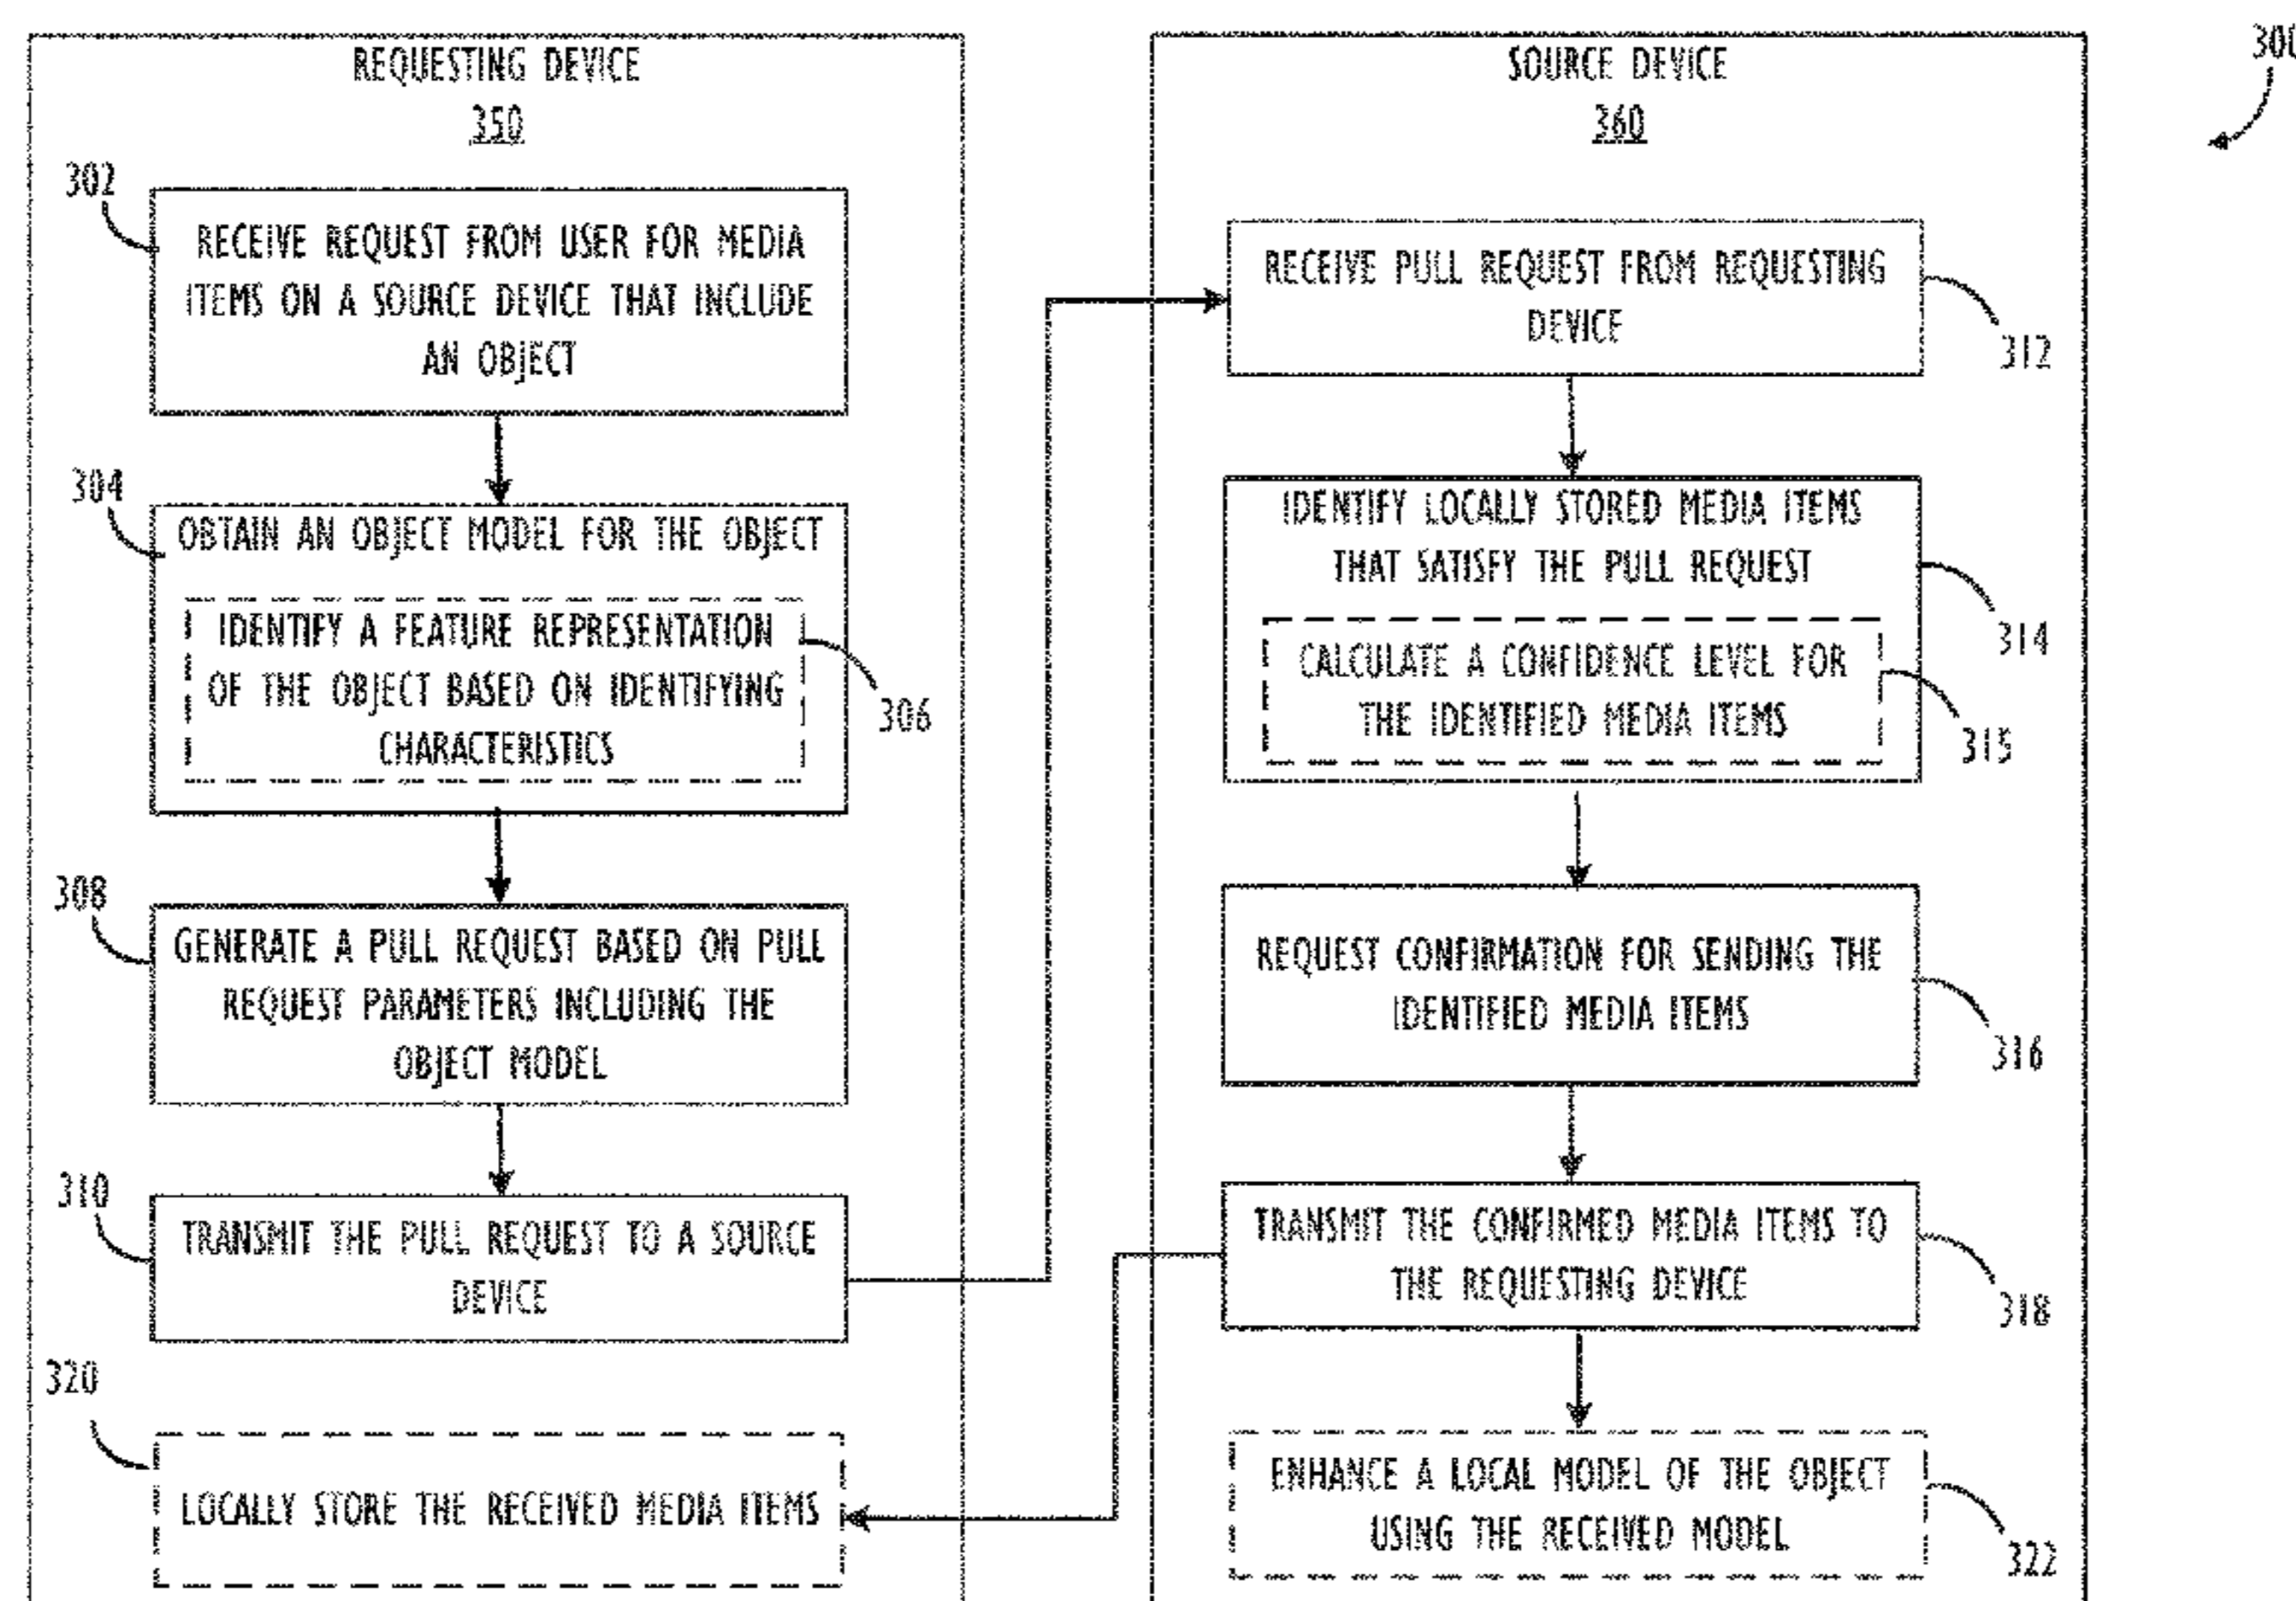 REQUESTING DEVICE
350
302
RECEIVE REQUEST FROM USER FOR MEDIA
ITEMS ON A SOURCE DEVICE THAT INCLUDE
AN OBJECT
304
OBTAIN AN OBJECT MODEL FOR THE OBJECT
IDENTIFY A FEATURE REPRESENTATION
OF THE OBJECT BASED ON IDENTIFYING
CHARACTERISTICS
306
308
GENERATE A PULL REQUEST BASED ON PULL
REQUEST PARAMETERS INCLUDING THE
OBJECT MODEL
310
TRANSMIT THE PULL REQUEST TO A SOURCE
DEVICE
320
LOCALLY STORE THE RECEIVED MEDIA ITEMS
SOURCE DEVICE
360
RECEIVE PULL REQUEST FROM REQUESTING
DEVICE
312
IDENTIFY LOCALLY STORED MEDIA ITEMS
THAT SATISFY THE PULL REQUEST
314
CALCULATE A CONFIDENCE LEVEL FOR
THE IDENTIFIED MEDIA ITEMS
315
REQUEST CONFIRMATION FOR SENDING THE
IDENTIFIED MEDIA ITEMS
316
TRANSMIT THE CONFIRMED MEDIA ITEMS TO
THE REQUESTING DEVICE
318
ENHANCE A LOCAL MODEL OF THE OBJECT
USING THE RECEIVED MODEL
322
300